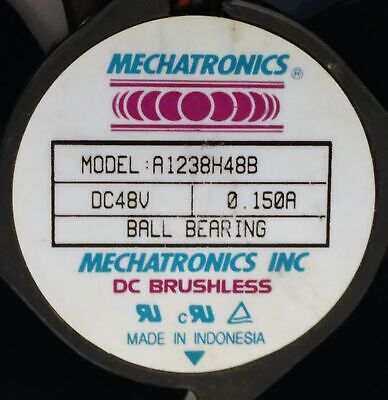 MECHATRONICS®
MODEL:A1238H48B
DC48V 0.150A
BALL BEARING
MECHATRONICS INC
DC BRUSHLESS
MADE IN INDONESIA